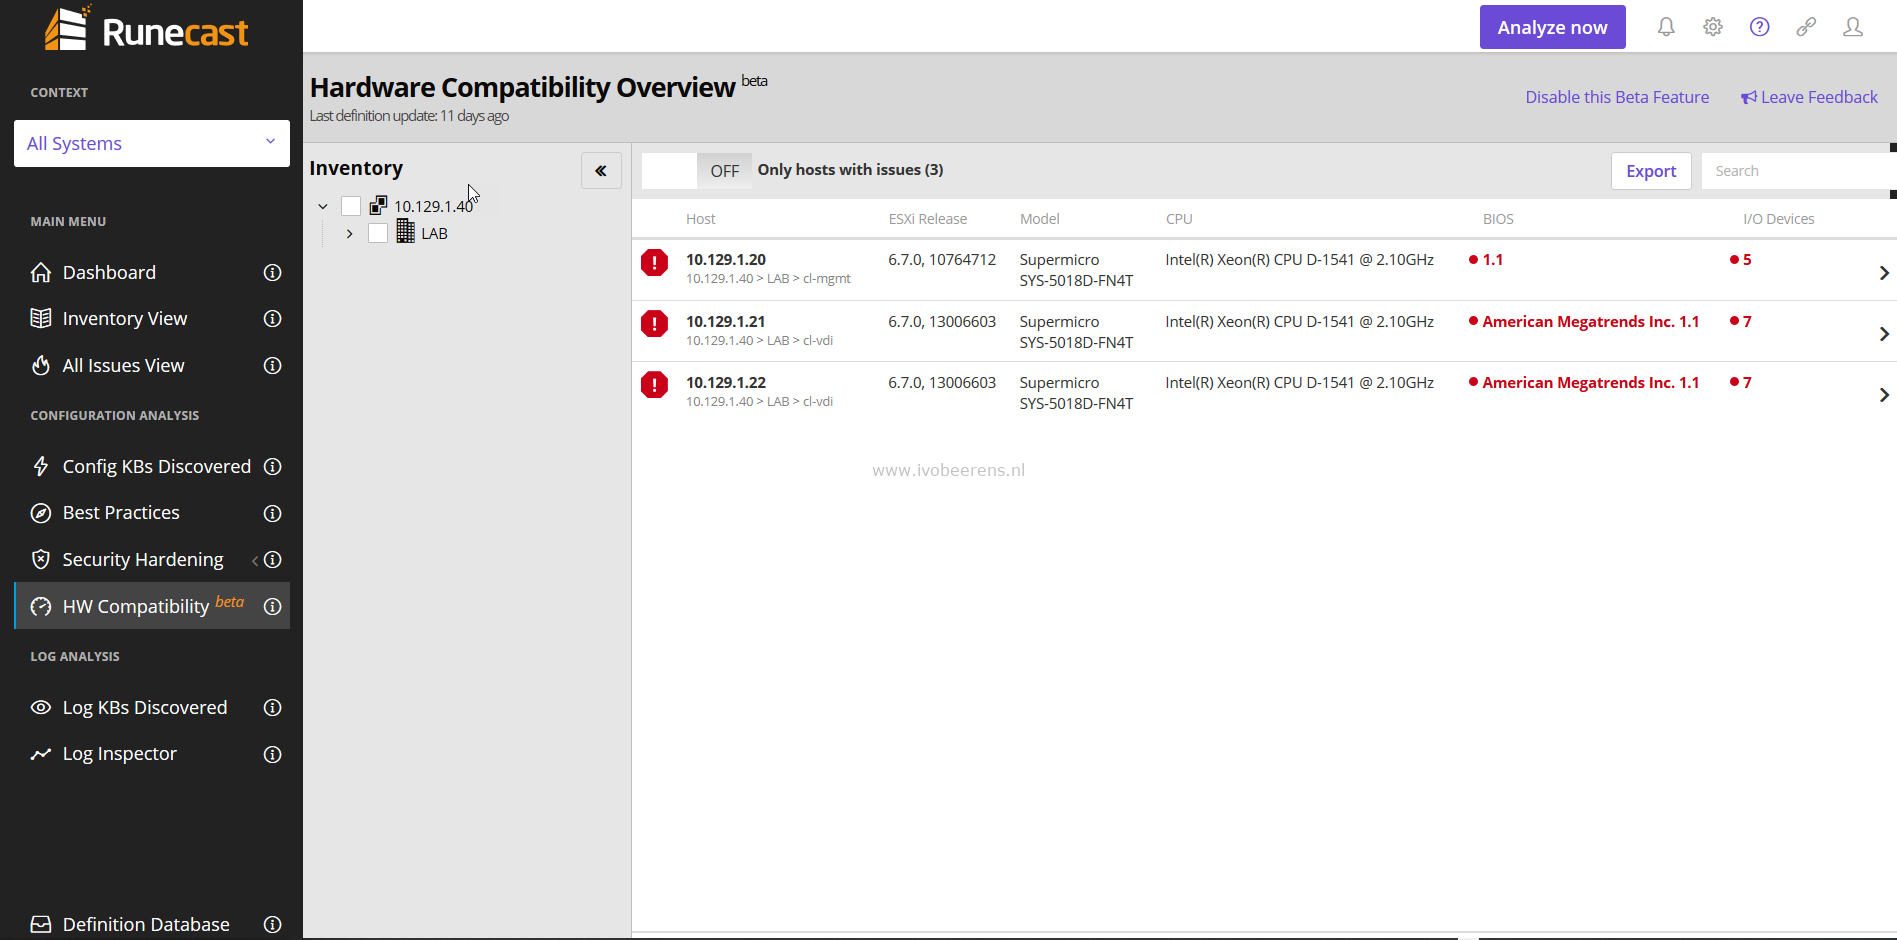 Runecast
CONTEXT
All Systems
MAIN MENU
Dashboard
Inventory View
All Issues View
CONFIGURATION ANALYSIS
Config KBs Discovered
Best Practices
Security Hardening
HW Compatibility beta
LOG ANALYSIS
Log KBs Discovered
Log Inspector
Definition Database
Analyze now
Hardware Compatibility Overview beta
Last definition update: 11 days ago
Disable this Beta Feature
Leave Feedback
Inventory
10.129.1.40
LAB
OFF
Only hosts with issues (3)
Export
Search
Host ESXi Release Model CPU BIOS I/O Devices
10.129.1.20 6.7.0, 10764712 Supermicro Intel(R) Xeon(R) CPU D-1541 @ 2.10GHz 1.1 5
10.129.1.40 > LAB > cl-mgmt SYS-5018D-FN4T
10.129.1.21 6.7.0, 13006603 Supermicro Intel(R) Xeon(R) CPU D-1541 @ 2.10GHz American Megatrends Inc. 1.1 7
10.129.1.40 > LAB > cl-vdi SYS-5018D-FN4T
10.129.1.22 6.7.0, 13006603 Supermicro Intel(R) Xeon(R) CPU D-1541 @ 2.10GHz American Megatrends Inc. 1.1 7
10.129.1.40 > LAB > cl-vdi SYS-5018D-FN4T
www.ivobeerens.nl